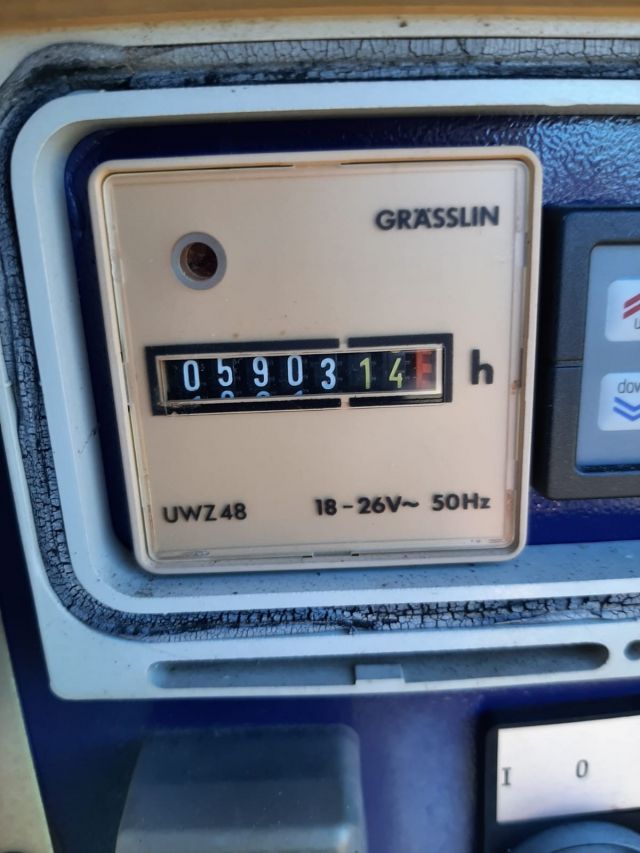 GRÄSSLIN
0590314 h
UWZ48 18-26V~ 50Hz
I 0